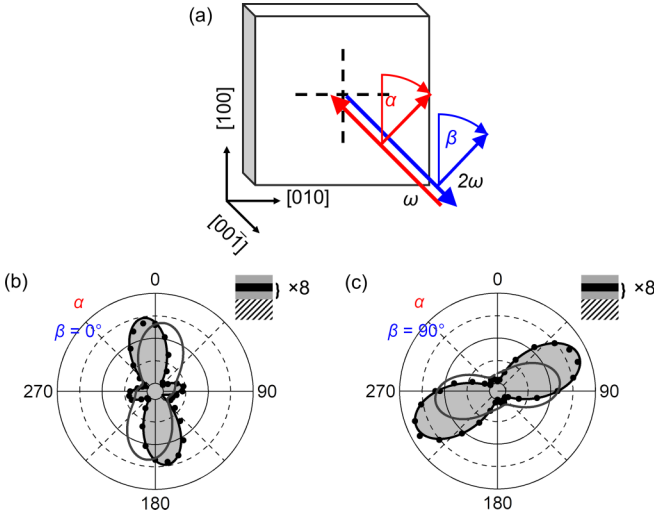 (a)
[100]
[010]
[001̄]
α
β
ω
2ω
(b)
α
β = 0°
0
90
180
270
×8
(c)
α
β = 90°
0
90
180
270
×8